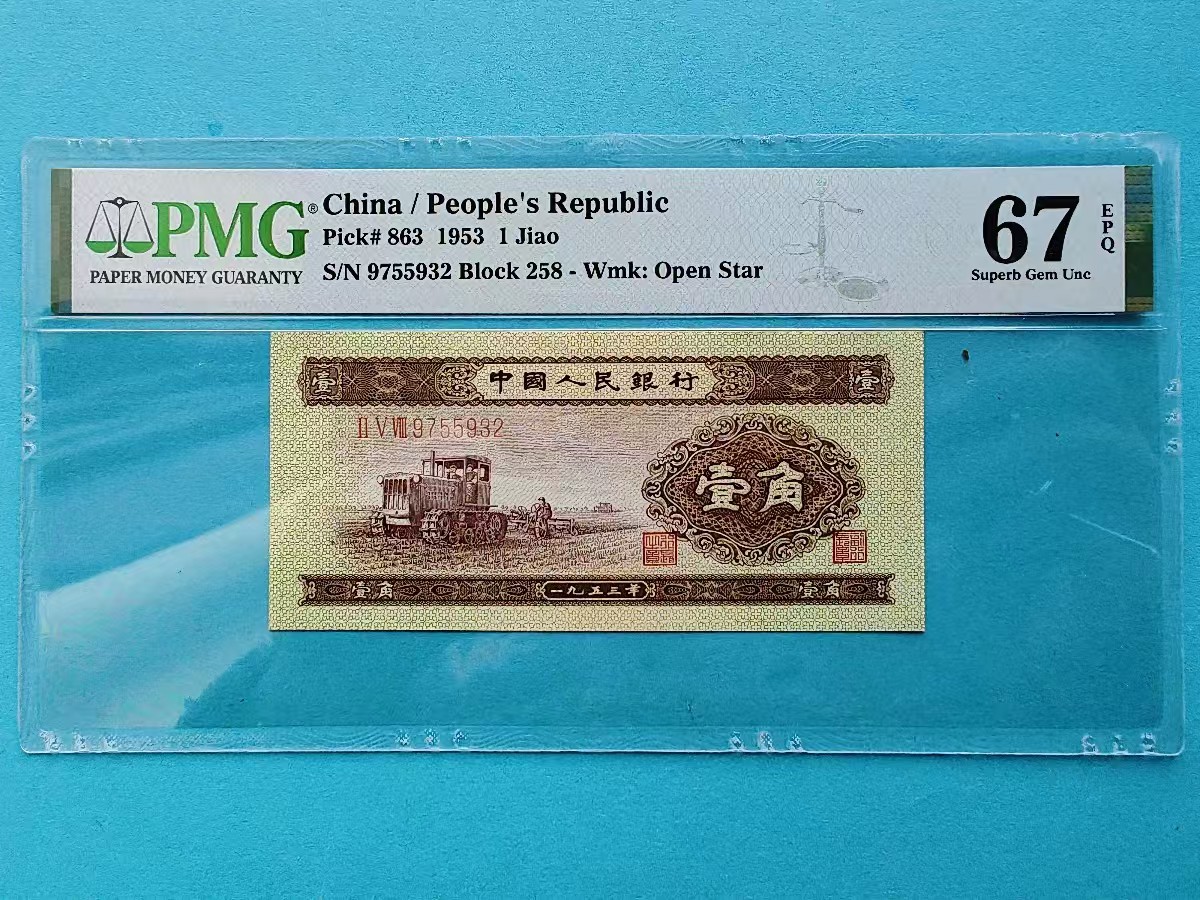 PMG®
PAPER MONEY GUARANTY
China / People's Republic
Pick# 863 1953 1 Jiao
S/N 9755932 Block 258 - Wmk: Open Star
67
EPQ
Superb Gem Unc
壹 中國人民銀行 壹
ⅡⅤⅧ 9755932
壹角
壹角 一九五三年 壹角